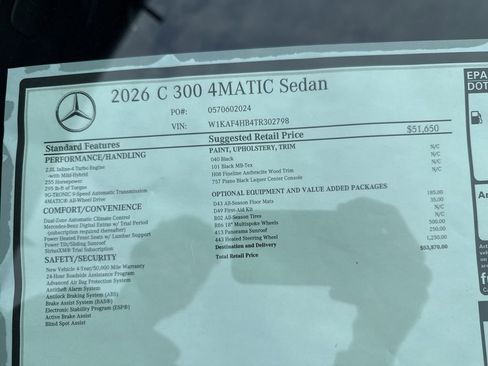 2026 C 300 4MATIC Sedan
PO#: 0570602024
VIN: W1KAF4HB4TR302798
Standard Features
Suggested Retail Price
$51,650
PERFORMANCE/HANDLING
2.0L Inline-4 Turbo Engine
with Mild-Hybrid
255 Horsepower
295 lb-ft of Torque
9G-TRONIC 9-Speed Automatic Transmission
4MATIC® All-Wheel Drive
COMFORT/CONVENIENCE
Dual-Zone Automatic Climate Control
Mercedes-Benz Digital Extras w/ Trial Period
(subscription required thereafter)
Power Heated Front Seats w/ Lumbar Support
Power Tilt/Sliding Sunroof
SiriusXM® Trial Subscription
SAFETY/SECURITY
New Vehicle 4-Year/50,000 Mile Warranty
24-Hour Roadside Assistance Program
Advanced Air Bag Protection System
Antitheft Alarm System
Antilock Braking System (ABS)
Brake Assist System (BAS®)
Electronic Stability Program (ESP®)
Active Brake Assist
Blind Spot Assist
PAINT, UPHOLSTERY, TRIM
040 Black N/C
101 Black MB-Tex N/C
H08 Fineline Anthracite Wood Trim N/C
757 Piano Black Laquer Center Console N/C
OPTIONAL EQUIPMENT AND VALUE ADDED PACKAGES
D43 All-Season Floor Mats 185.00
D49 First-Aid Kit 35.00
R02 All-Season Tires N/C
R86 18" Multispoke Wheels 500.00
413 Panorama Sunroof N/C
443 Heated Steering Wheel 250.00
Destination and Delivery 1,250.00
Total Retail Price $53,870.00
EPA
DOT